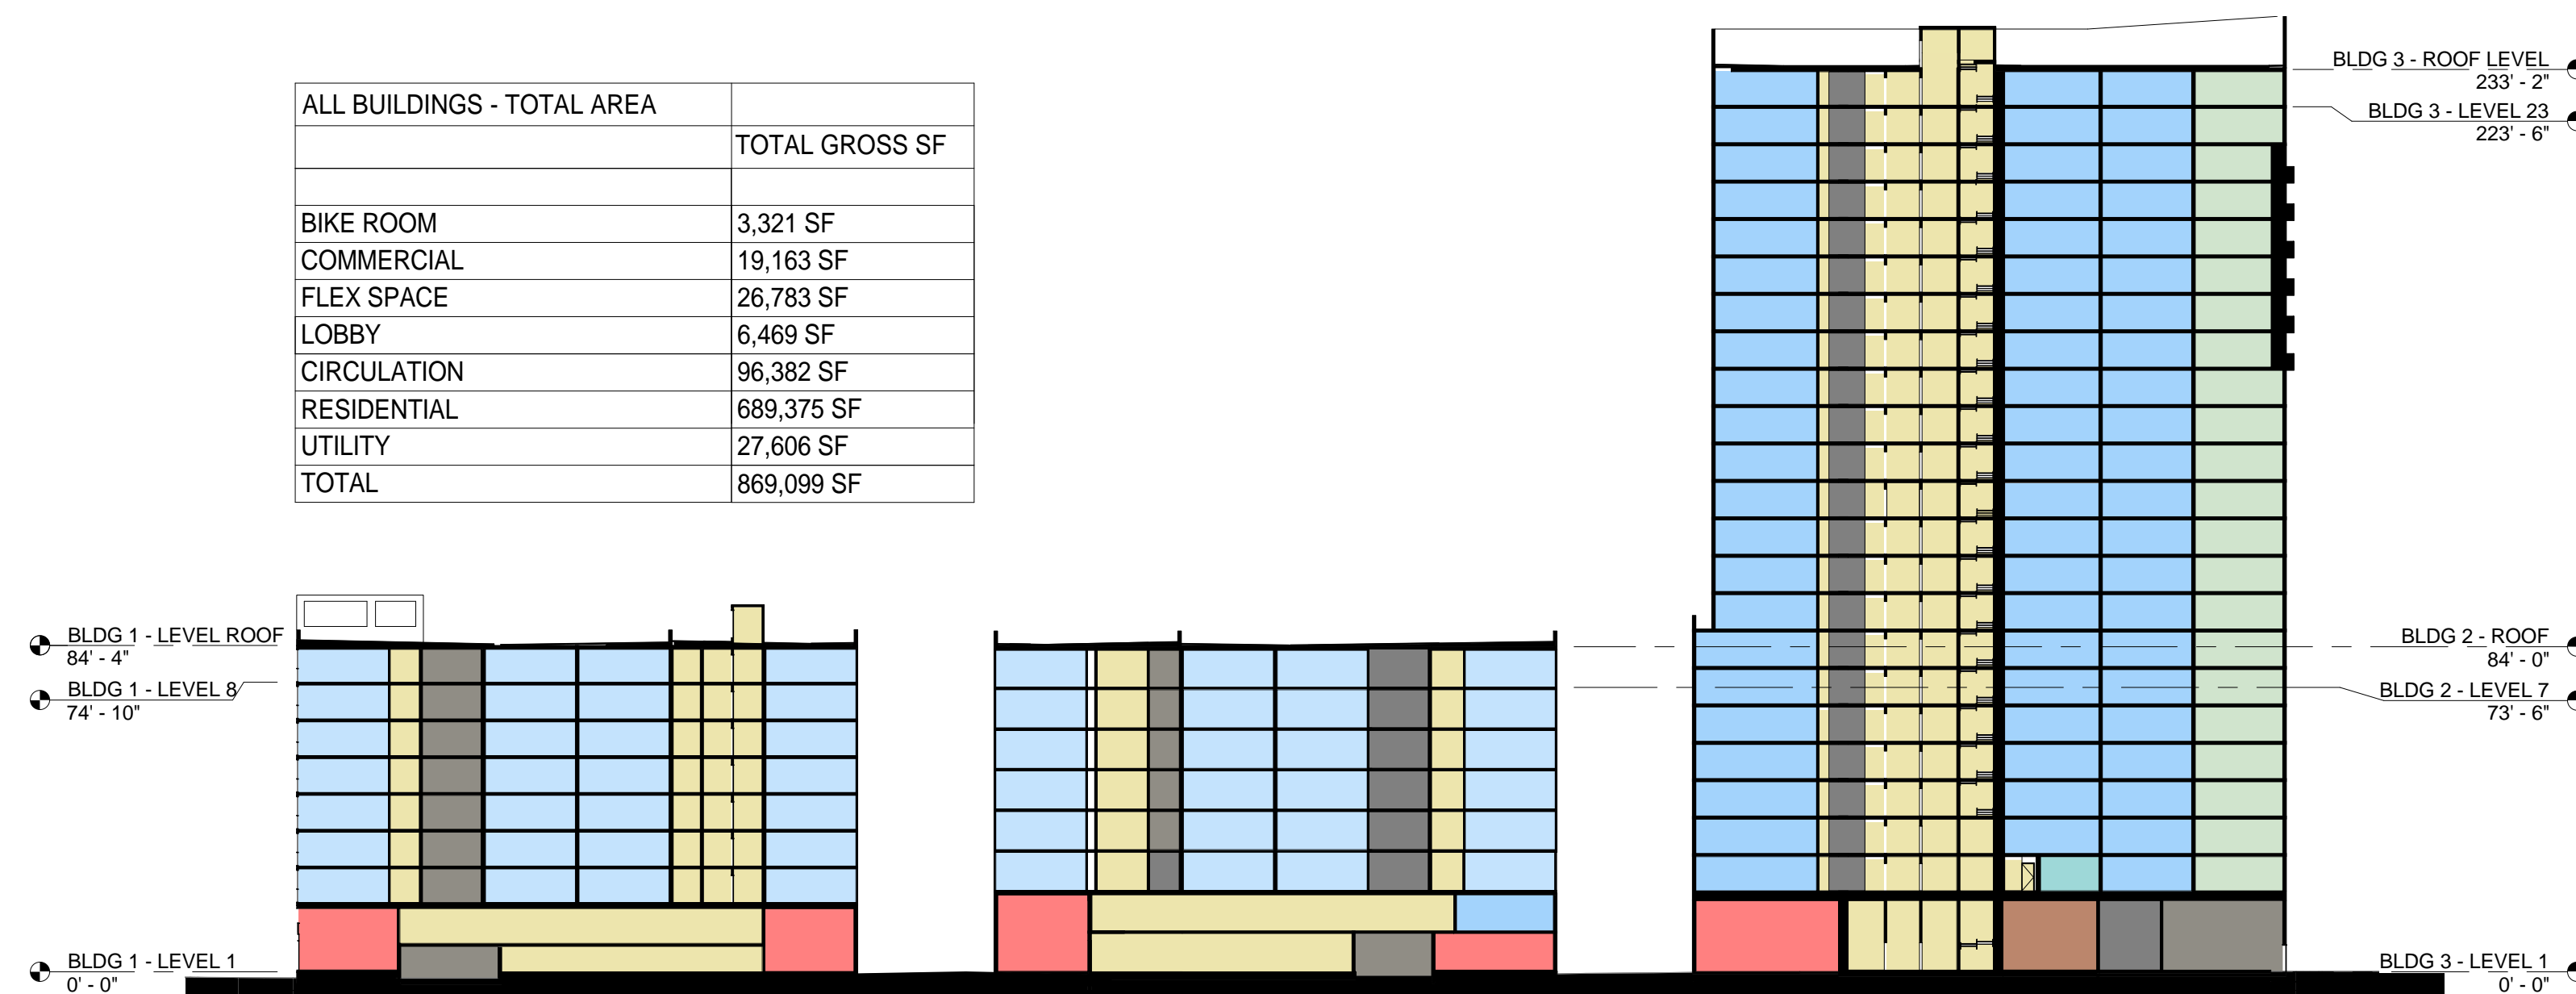 ALL BUILDINGS - TOTAL AREA
TOTAL GROSS SF
BIKE ROOM 3,321 SF
COMMERCIAL 19,163 SF
FLEX SPACE 26,783 SF
LOBBY 6,469 SF
CIRCULATION 96,382 SF
RESIDENTIAL 689,375 SF
UTILITY 27,606 SF
TOTAL 869,099 SF
BLDG 3 - ROOF LEVEL
233' - 2"
BLDG 3 - LEVEL 23
223' - 6"
BLDG 1 - LEVEL ROOF
84' - 4"
BLDG 1 - LEVEL 8
74' - 10"
BLDG 1 - LEVEL 1
0' - 0"
BLDG 2 - ROOF
84' - 0"
BLDG 2 - LEVEL 7
73' - 6"
BLDG 3 - LEVEL 1
0' - 0"